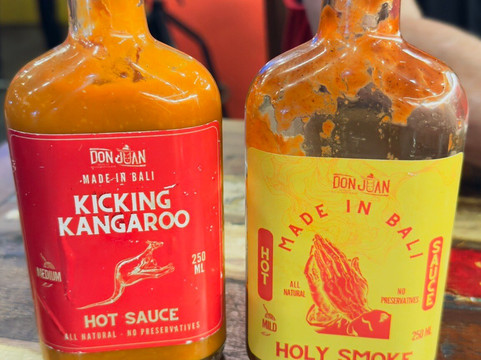 DON JUAN
MADE IN BALI
KICKING
KANGAROO
MEDIUM
250
ML
HOT SAUCE
ALL NATURAL - NO PRESERVATIVES
DON JUAN
MADE IN BALI
HOT
SAUCE
ALL
NATURAL
NO
PRESERVATIVES
MILD
250 ML
HOLY SMOKE